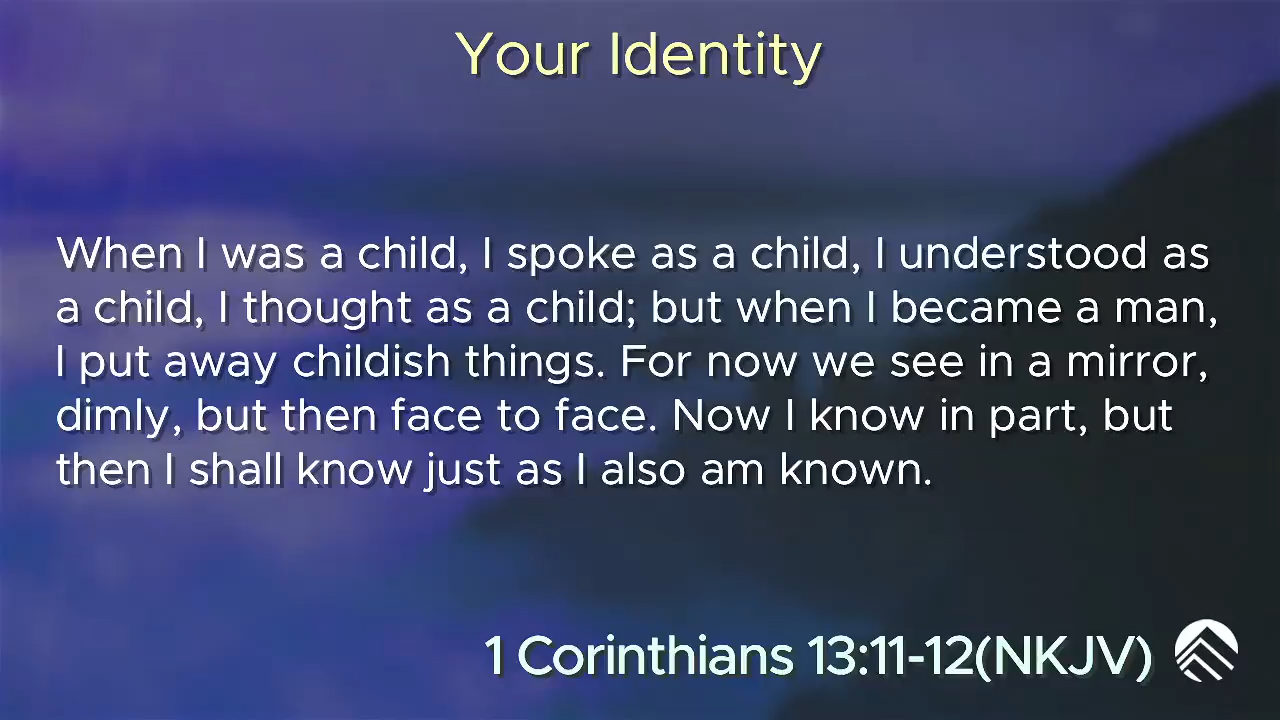 Your Identity
When I was a child, I spoke as a child, I understood as
a child, I thought as a child; but when I became a man,
I put away childish things. For now we see in a mirror,
dimly, but then face to face. Now I know in part, but
then I shall know just as I also am known.
1 Corinthians 13:11-12(NKJV)